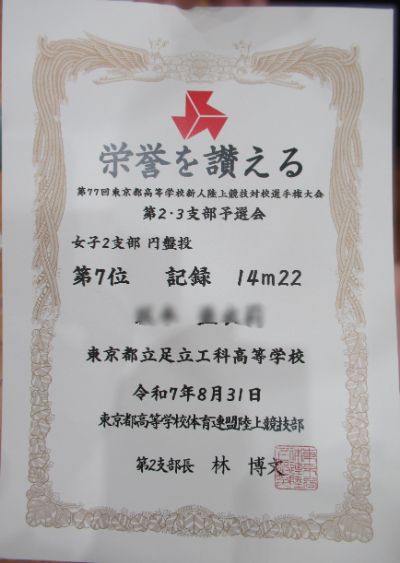 栄誉を讃える
第77回東京都高等学校新人陸上競技対校選手権大会
第2・3支部予選会
女子2支部 円盤投
第7位 記録 14m22
東京都立足立工科高等学校
令和7年8月31日
東京都高等学校体育連盟陸上競技部
第2支部長 林 博文